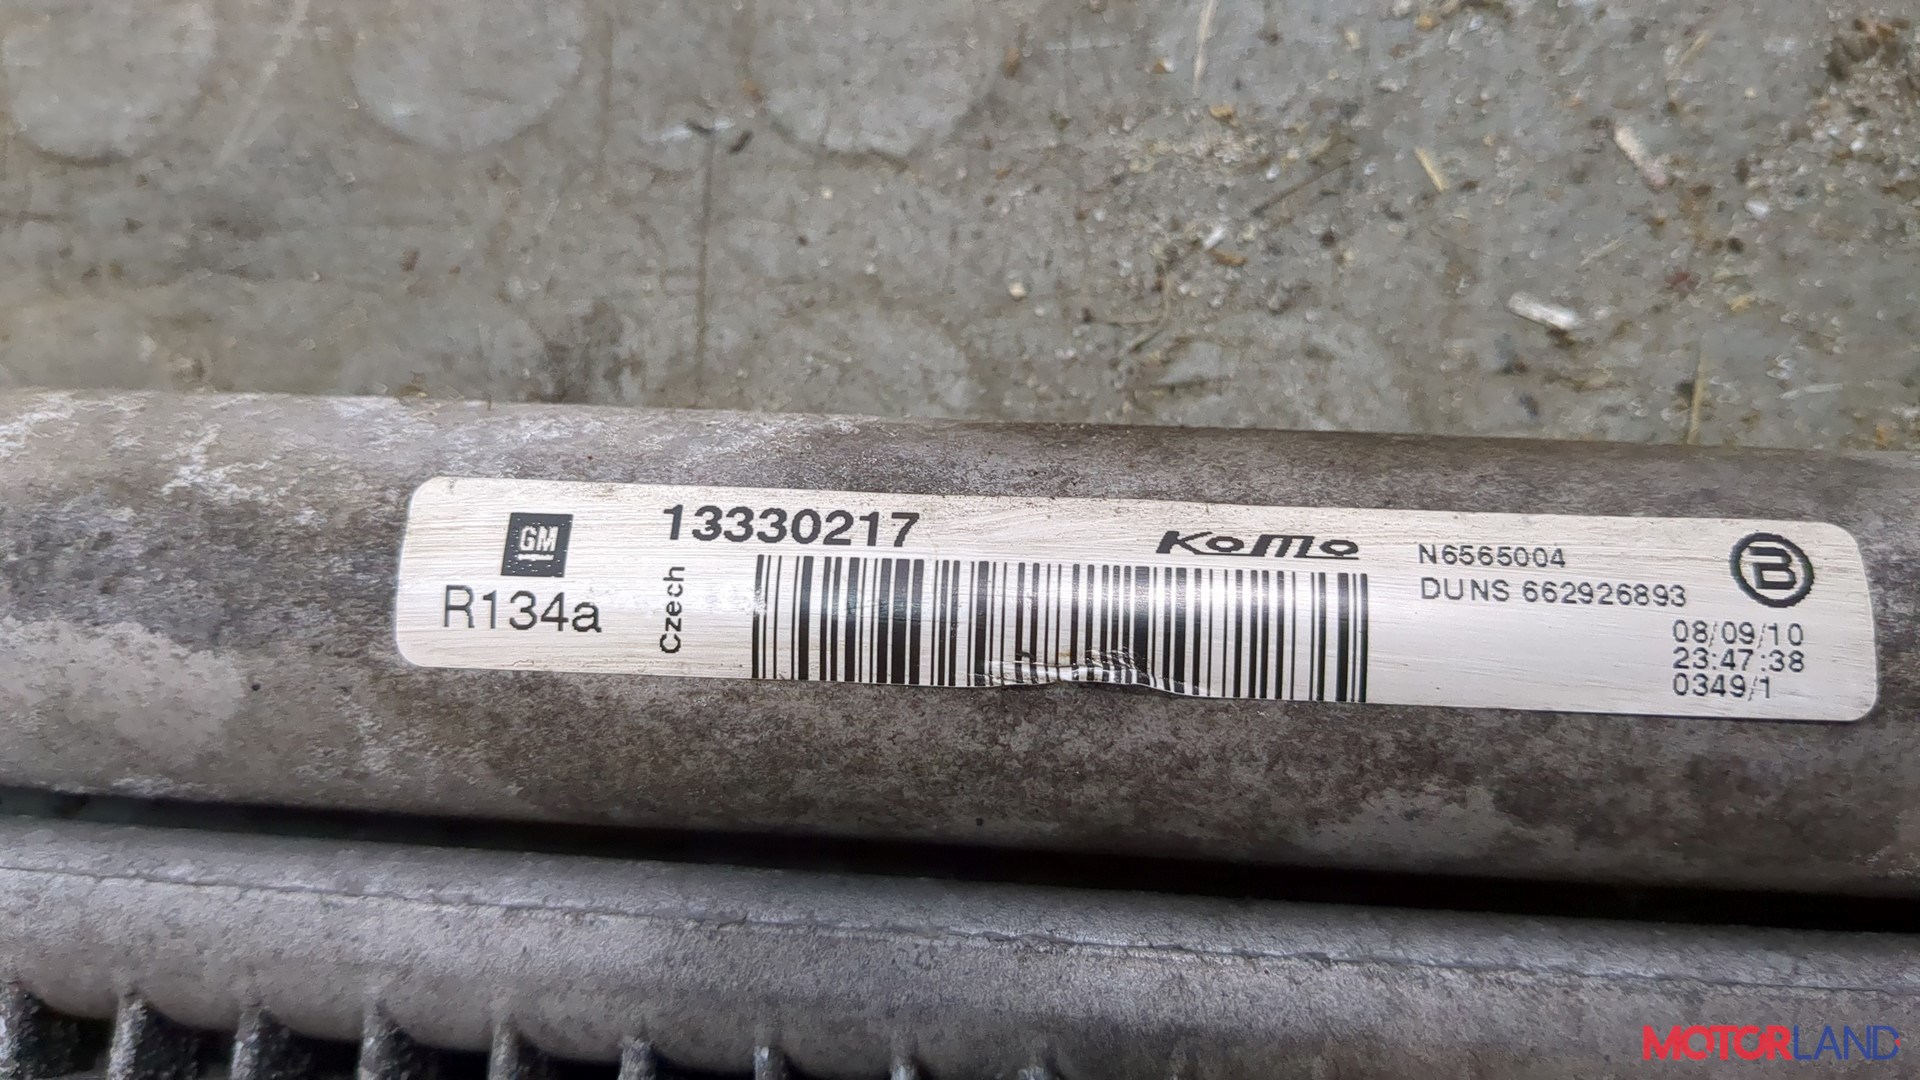 GM
13330217
KoMo
N6565004
B
R134a
Czech
DUNS 662926893
08/09/10
23:47:38
0349/1
MOTORLAND